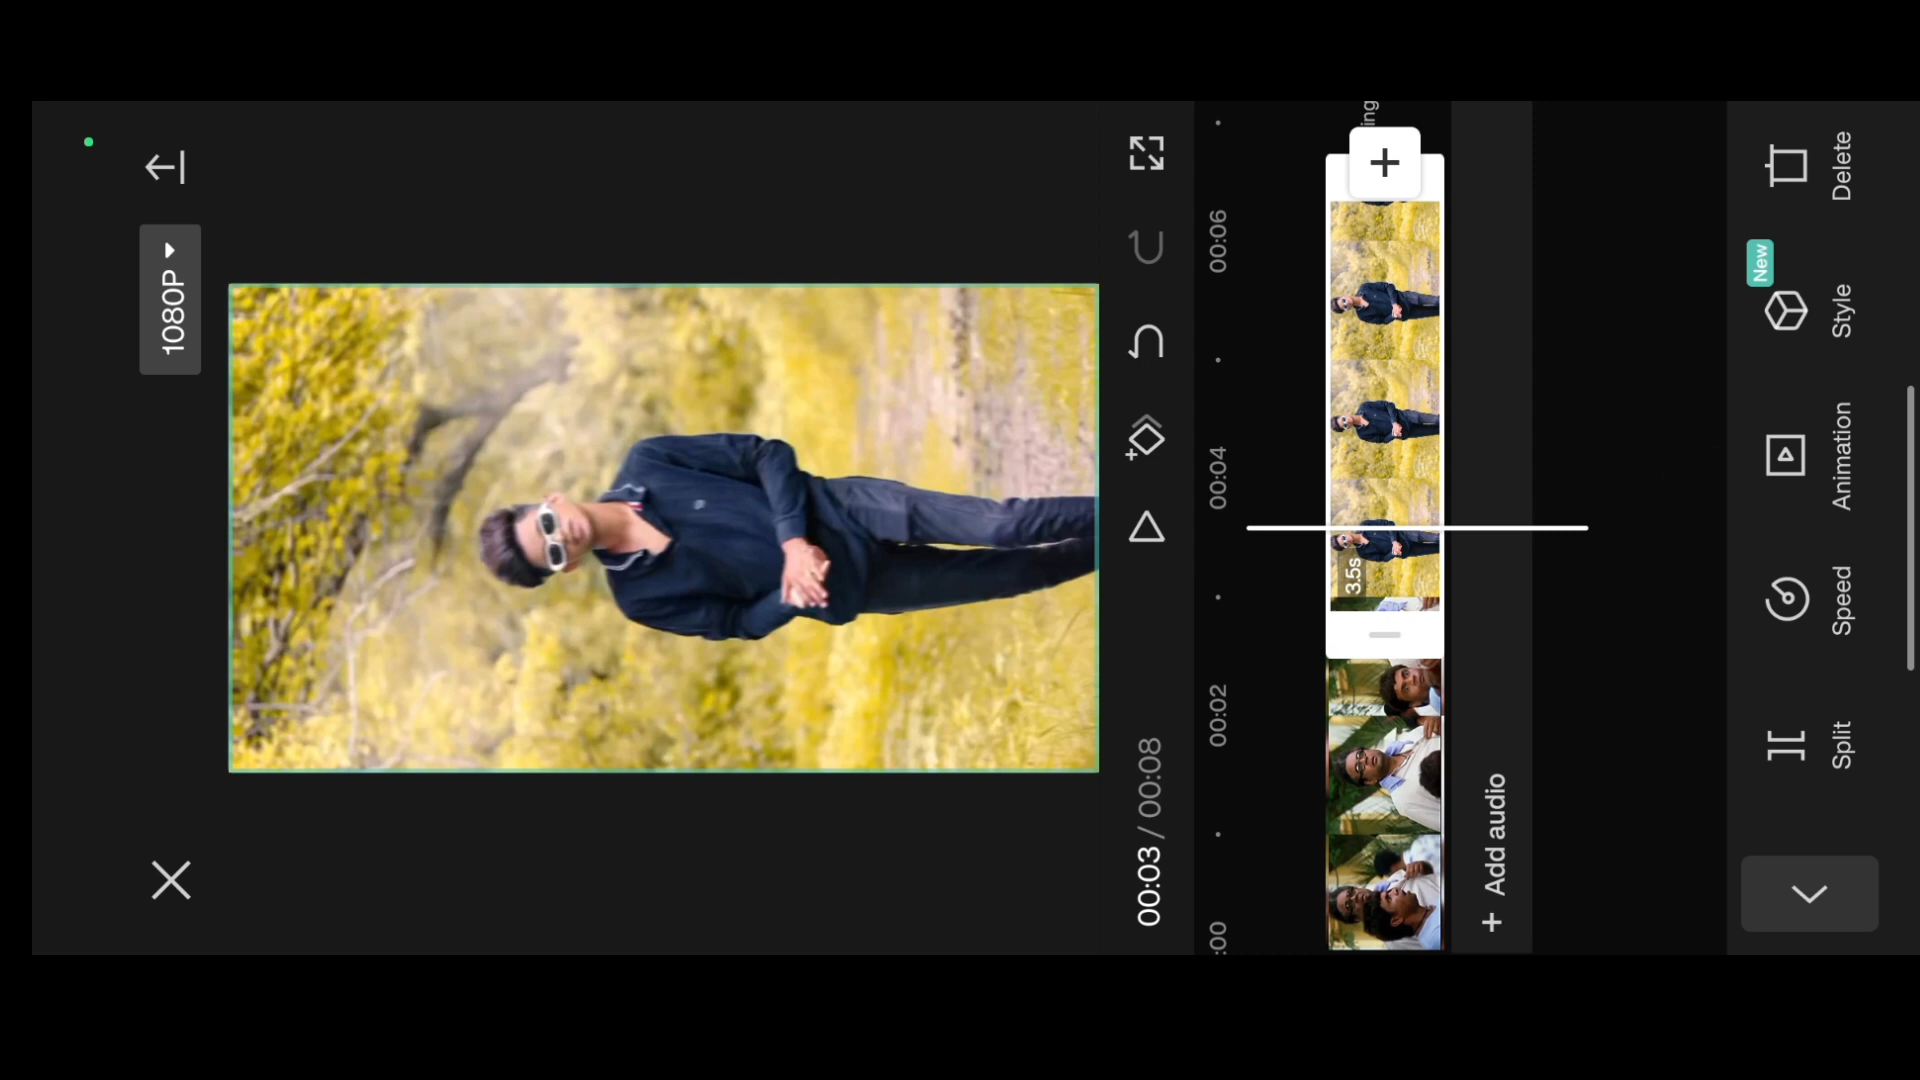 1080P
00:03 / 00:08
:00
00:02
00:04
00:06
3.5s
ing
+ Add audio
Split
Speed
Animation
Style
New
Delete